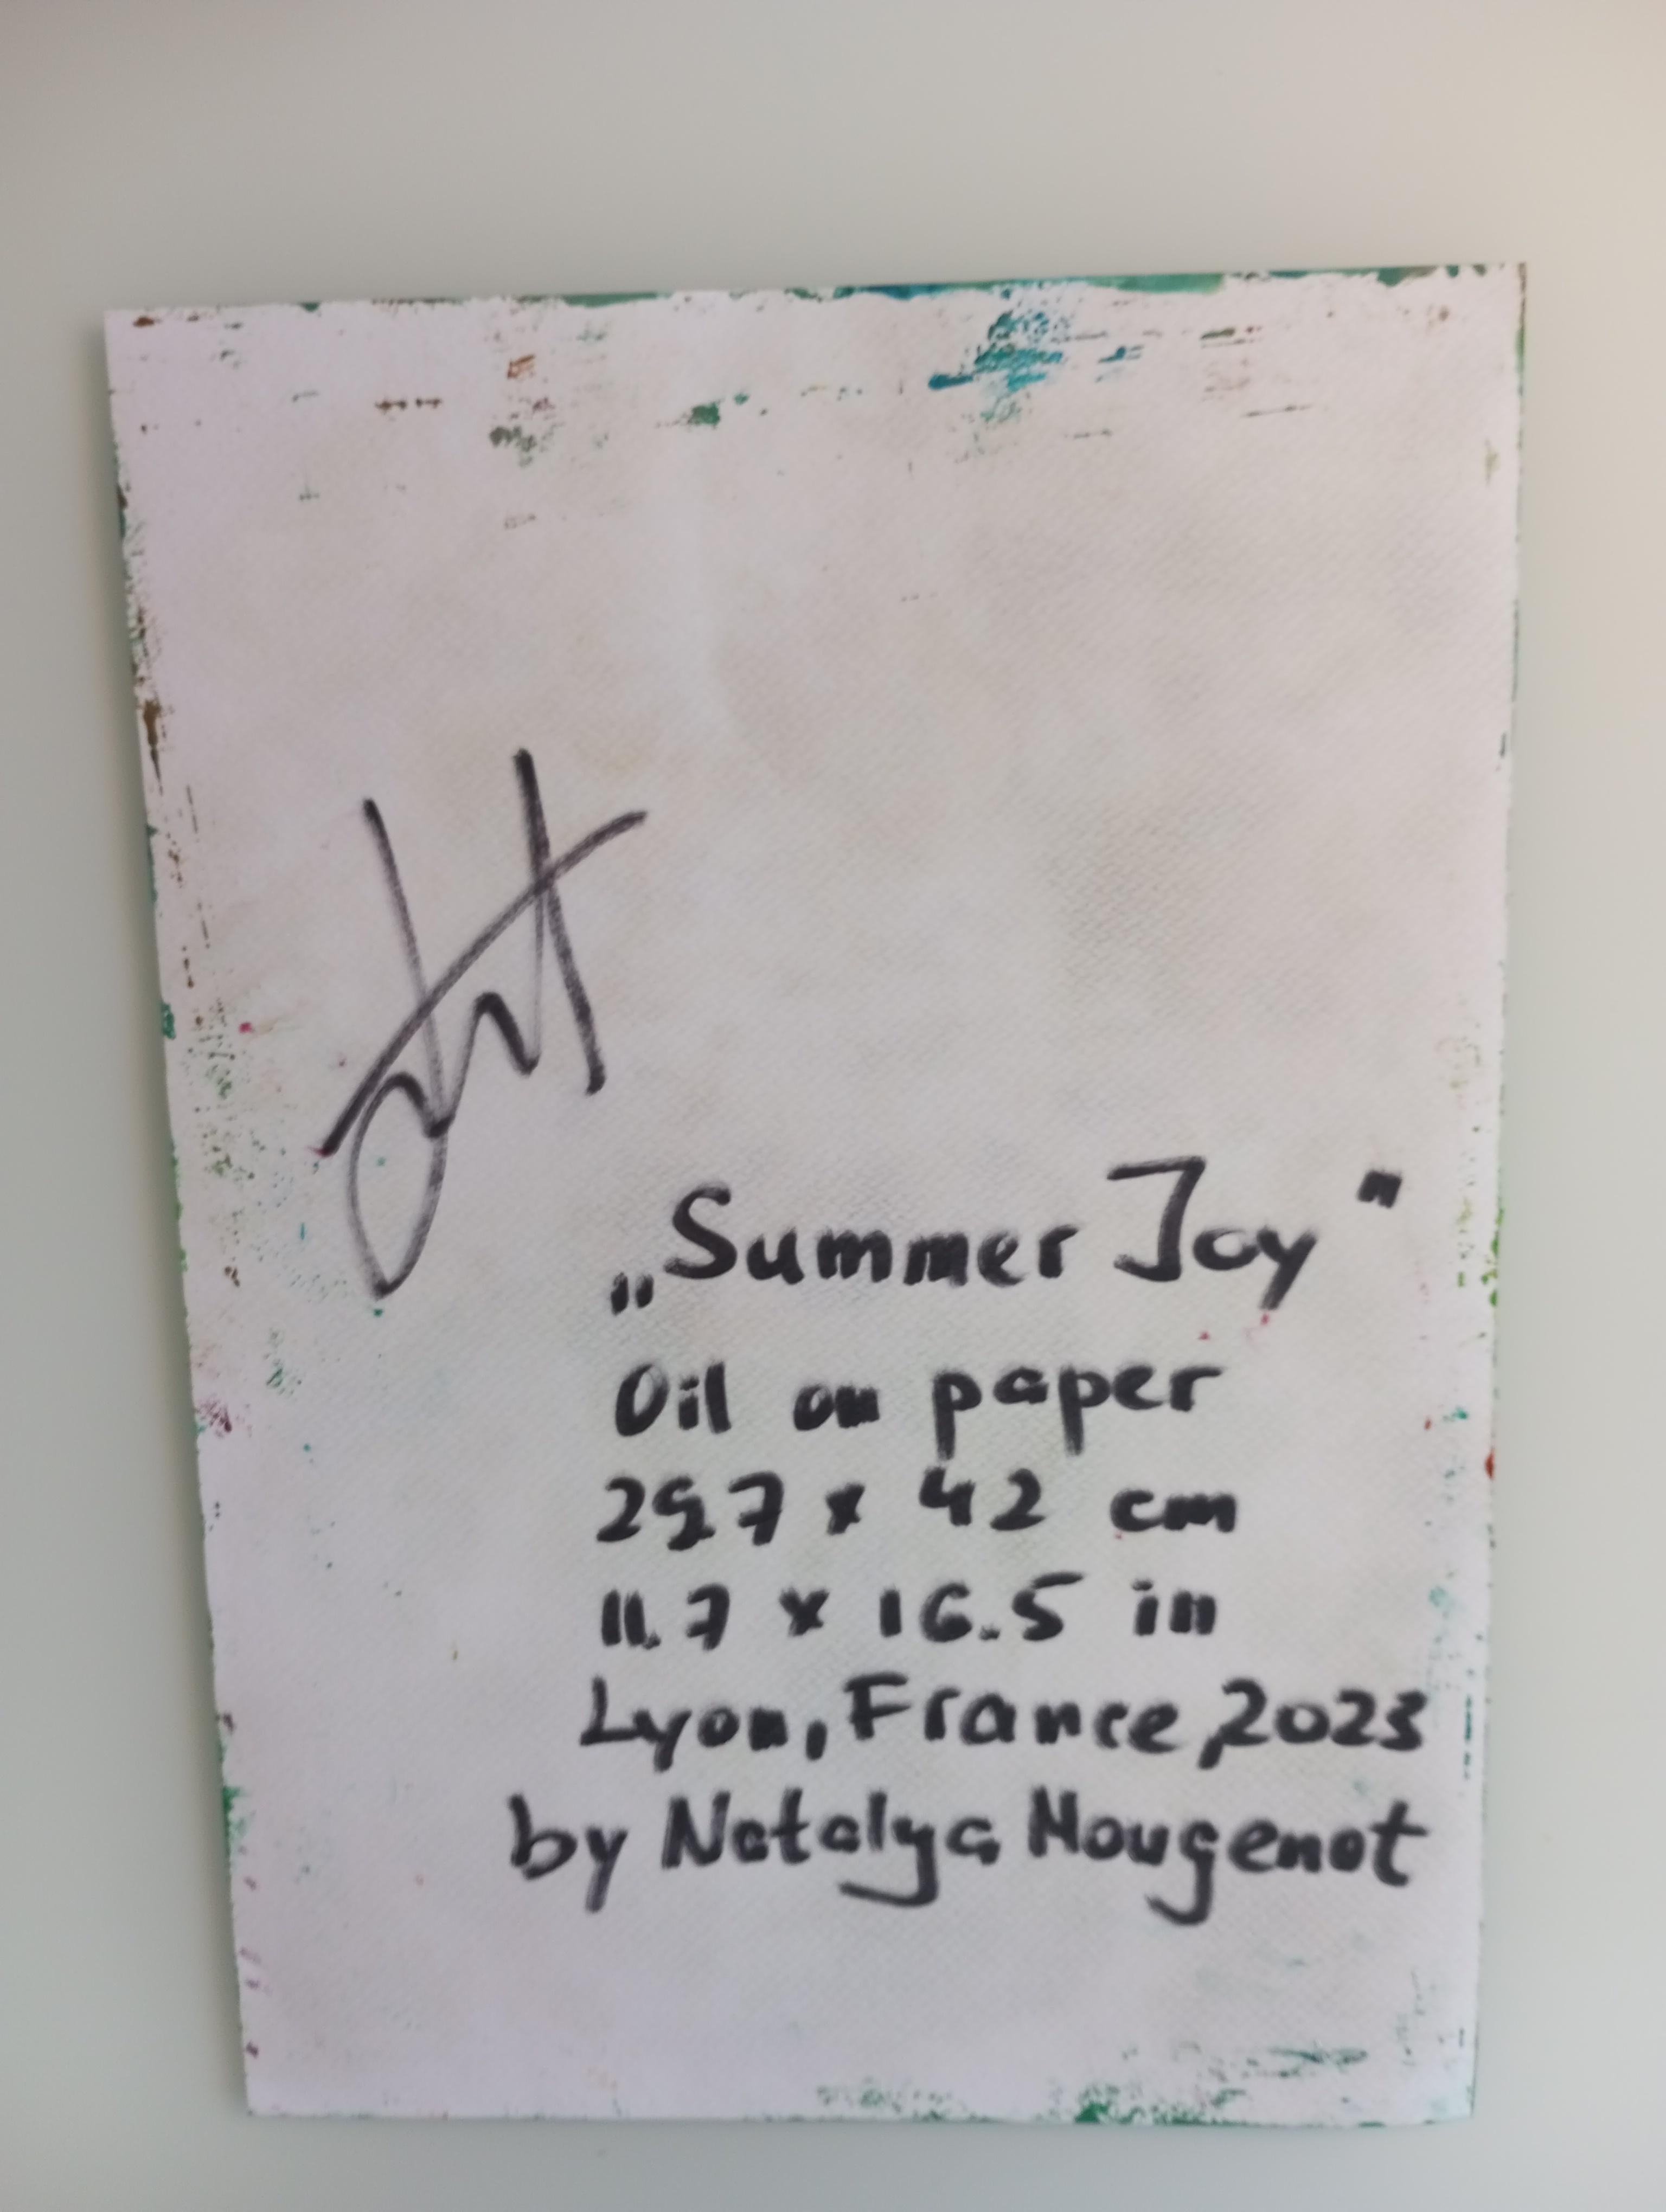 „Summer Joy"
Oil on paper
29.7 x 42 cm
11.7 x 16.5 in
Lyon, France, 2023
by Natalya Mougenot